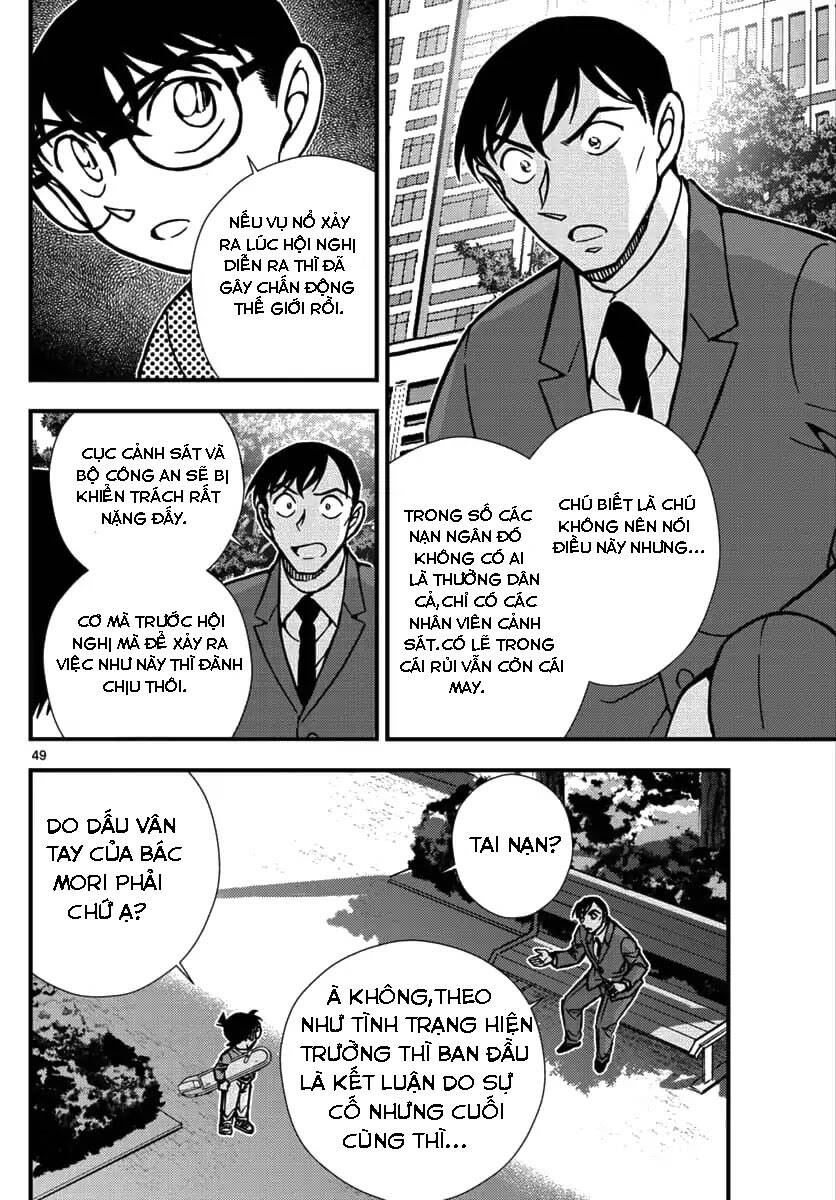 CHÚ BIẾT LÀ CHÚ
KHÔNG NÊN NÓI
ĐIỀU NÀY NHƯNG...
TRONG SỐ CÁC
NẠN NGÂN ĐÓ
KHÔNG CÓ AI
LÀ THƯỜNG DÂN
CẢ,CHỈ CÓ CÁC
NHÂN VIÊN CẢNH
SÁT.CÓ LẼ TRONG
CÁI RỦI VẪN CÒN CÁI
MAY.
NẾU VỤ NỔ XẢY
RA LÚC HỘI NGHỊ
DIỄN RA THÌ ĐÃ
GÂY CHẤN ĐỘNG
THẾ GIỚI RỒI.
CỤC CẢNH SÁT VÀ
BỘ CÔNG AN SẼ BỊ
KHIỂN TRÁCH RẤT
NẶNG ĐẤY.
CƠ MÀ TRƯỚC HỘI
NGHỊ MÀ ĐỂ XẢY RA
VIỆC NHƯ NÀY THÌ ĐÀNH
CHỊU THÔI.
49
TAI NẠN?
À KHÔNG,THEO
NHƯ TÌNH TRẠNG HIỆN
TRƯỜNG THÌ BAN ĐẦU
LÀ KẾT LUẬN DO SỰ
CỐ NHƯNG CUỐI
CÙNG THÌ...
DO DẤU VÂN
TAY CỦA BÁC
MORI PHẢI
CHỨ Ạ?